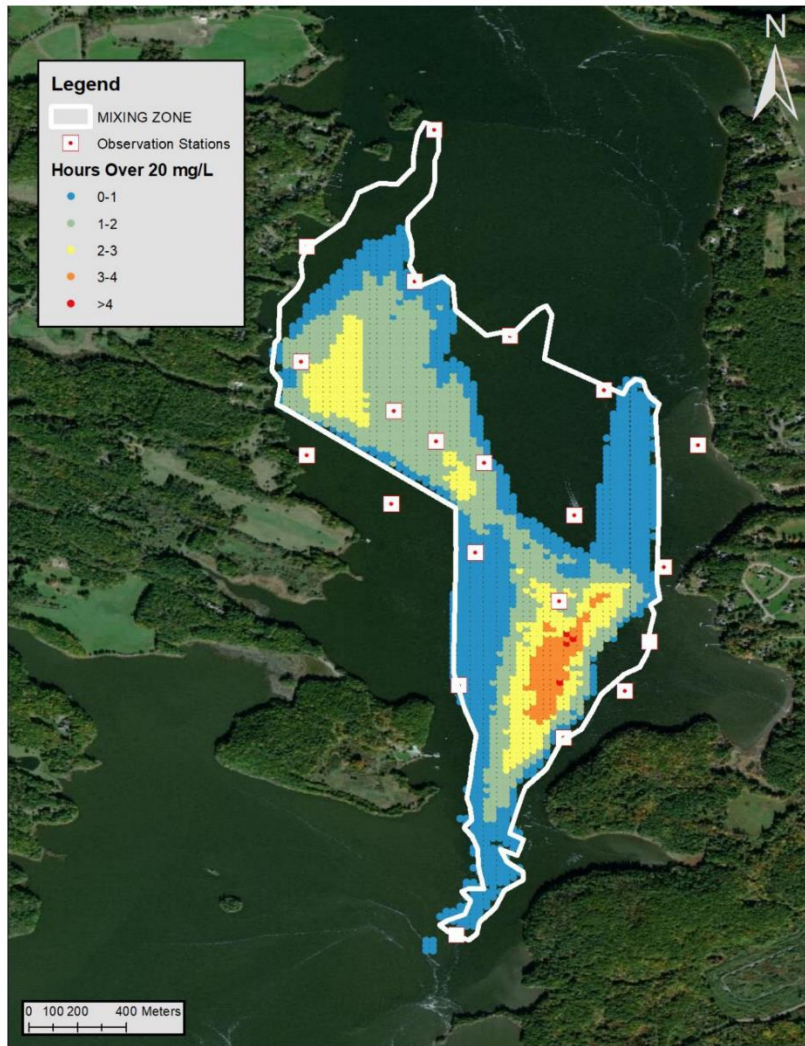 N
Legend
MIXING ZONE
Observation Stations
Hours Over 20 mg/L
0-1
1-2
2-3
3-4
>4
0 100 200 400 Meters